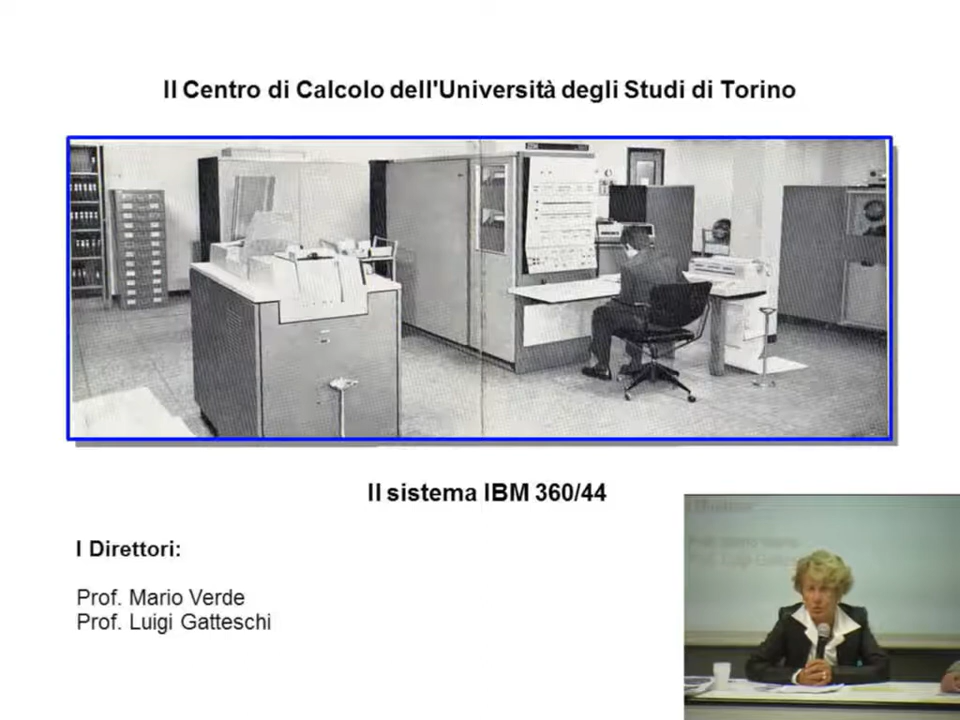 Il Centro di Calcolo dell'Università degli Studi di Torino
Il sistema IBM 360/44
I Direttori:
Prof. Mario Verde
Prof. Luigi Gatteschi